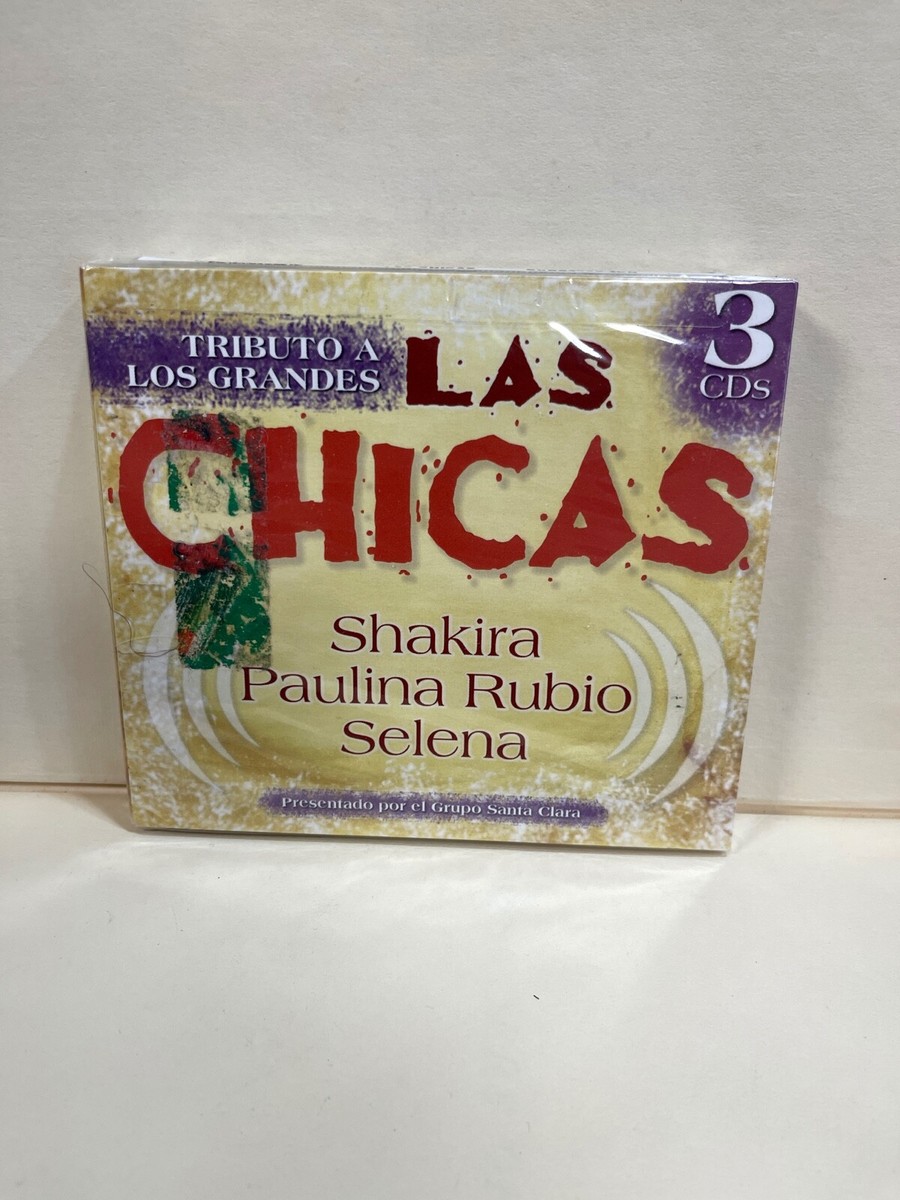 TRIBUTO A
LOS GRANDES
LAS
CHICAS
3
CDs
Shakira
Paulina Rubio
Selena
Presentado por el Grupo Santa Clara